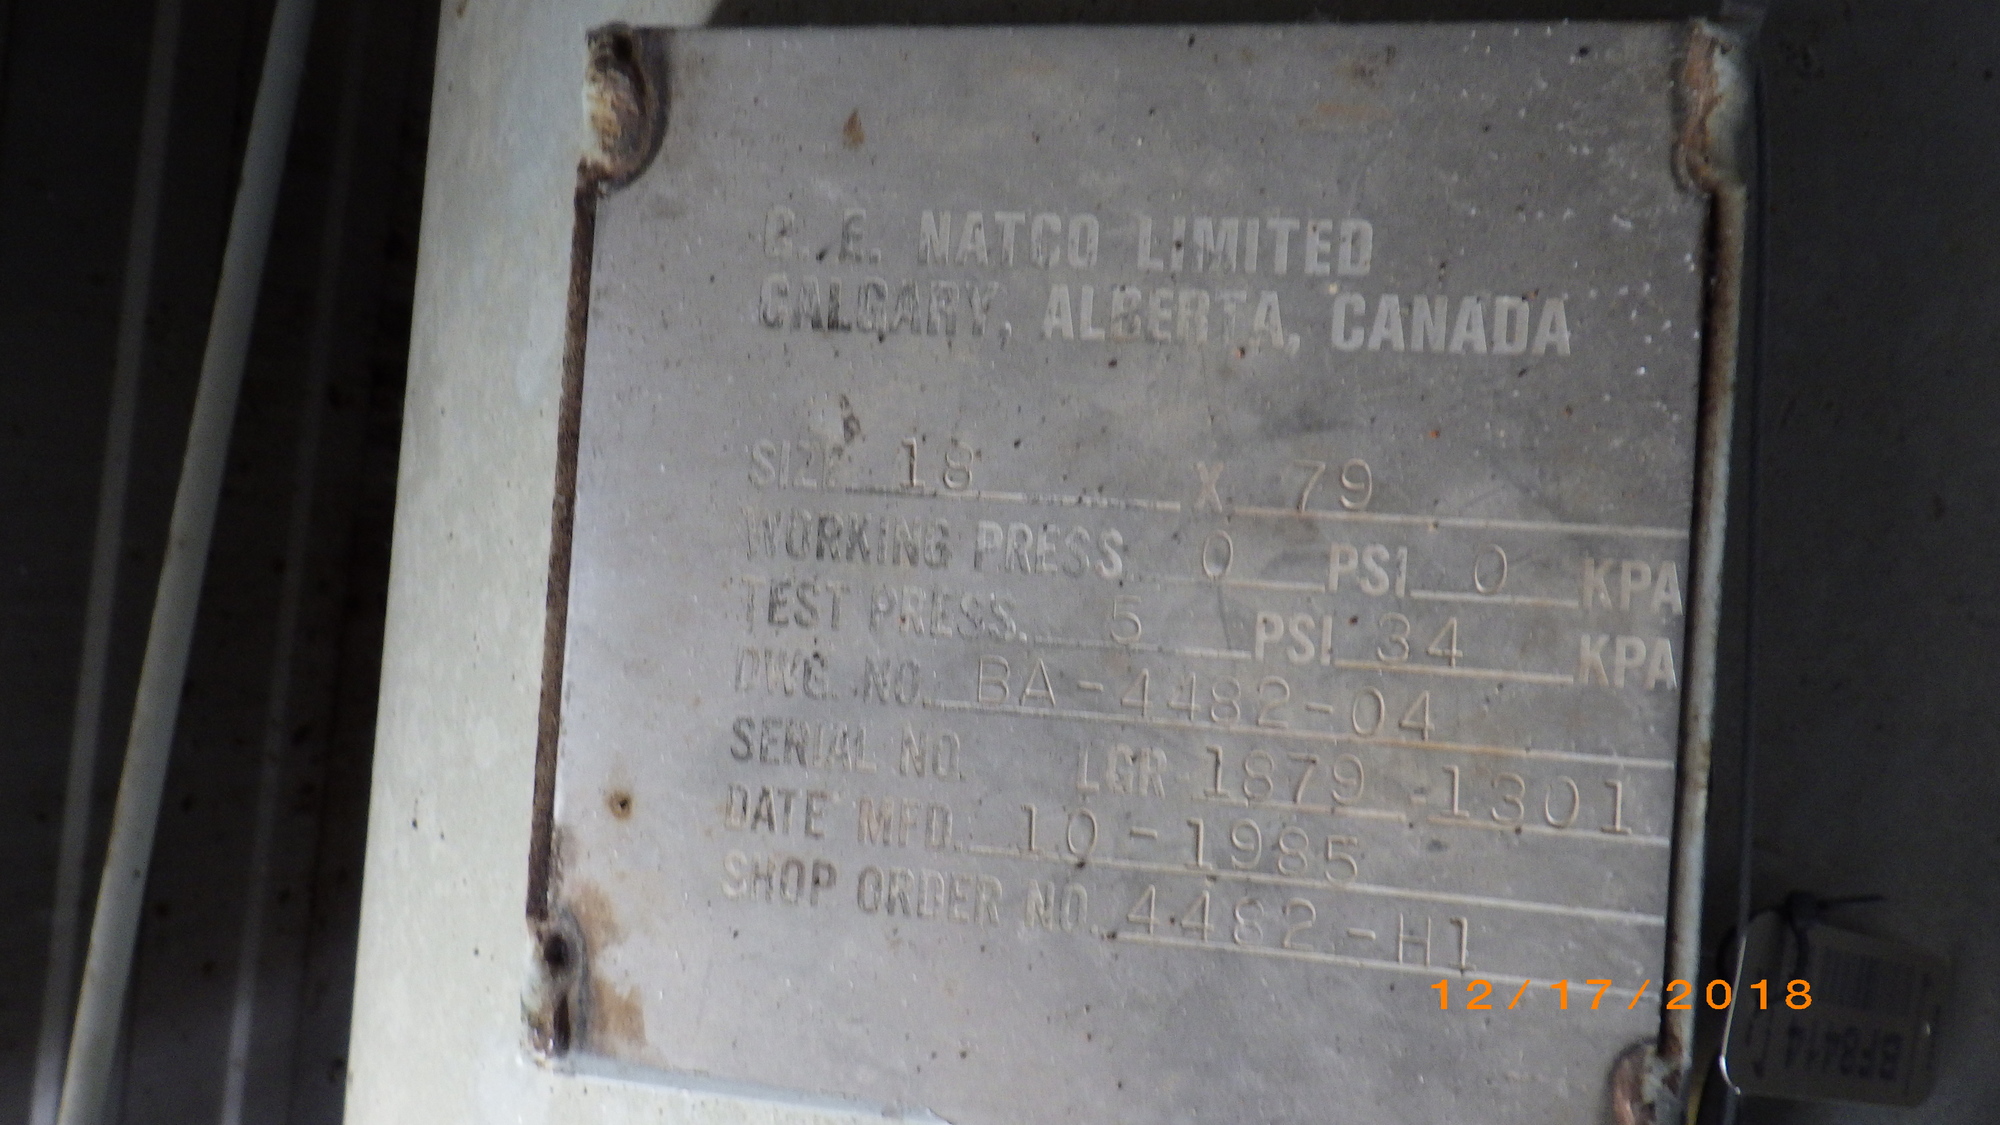 C. E. NATCO LIMITED
CALGARY, ALBERTA, CANADA
SIZE 18 X 79
WORKING PRESS 0 PSI 0 KPA
TEST PRESS. 5 PSI 34 KPA
DWG. NO. BA-4482-04
SERIAL NO. LGR 1879 -1301
DATE MFD. 10-1985
SHOP ORDER NO. 4482-H1
12/17/2018